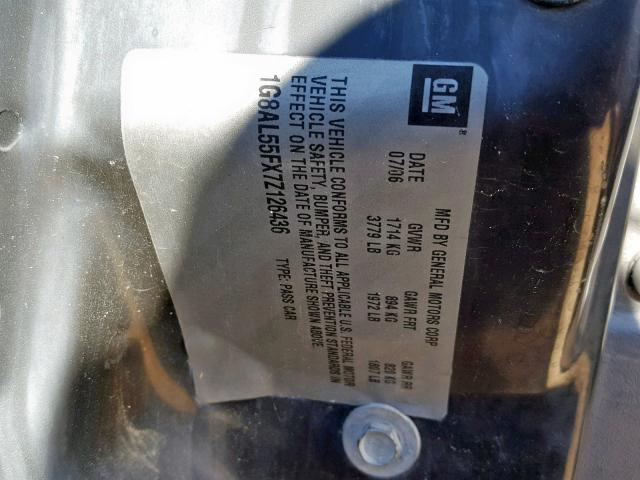 GM ®
MFD BY GENERAL MOTORS CORP
DATE GVWR GAWR FRT GAWR RR
07/06 1714 KG 894 KG 820 KG
3779 LB 1972 LB 1807 LB
THIS VEHICLE CONFORMS TO ALL APPLICABLE U.S. FEDERAL MOTOR
VEHICLE SAFETY, BUMPER, AND THEFT PREVENTION STANDARDS IN
EFFECT ON THE DATE OF MANUFACTURE SHOWN ABOVE.
1G8AL55FX7Z126436 TYPE: PASS CAR